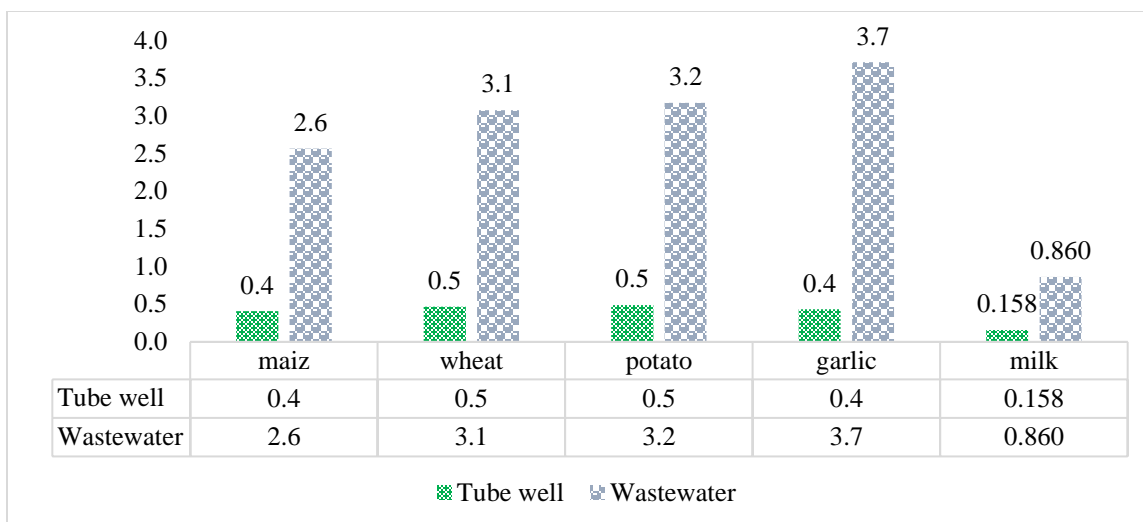 4.0
3.5
3.0
2.5
2.0
1.5
1.0
0.5
0.0
0.4 2.6 0.5 3.1 0.5 3.2 0.4 3.7 0.158 0.860
maiz wheat potato garlic milk
Tube well 0.4 0.5 0.5 0.4 0.158
Wastewater 2.6 3.1 3.2 3.7 0.860
Tube well Wastewater